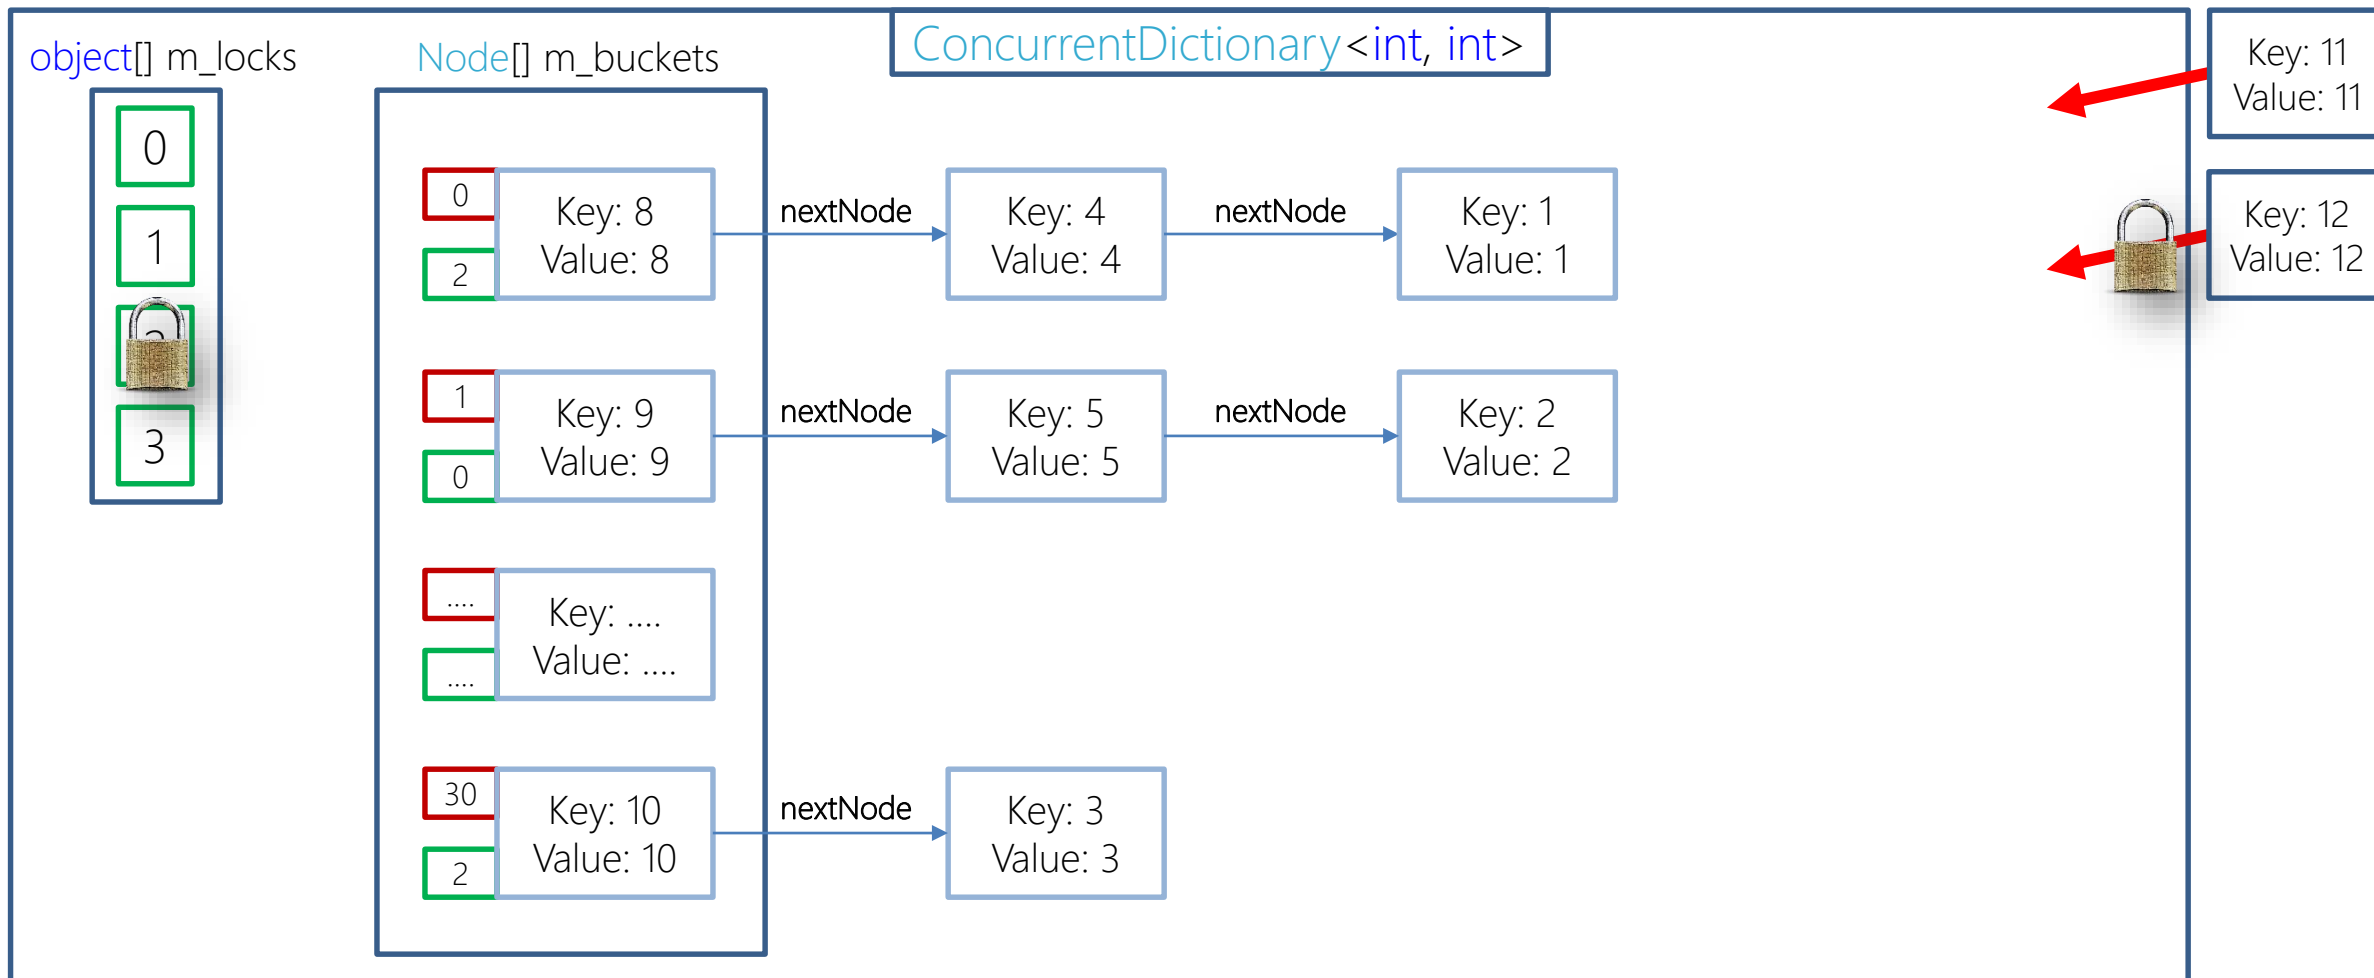 ConcurrentDictionary<int, int>
object[] m_locks
0
1
3
Node[] m_buckets
0
2
Key: 8
Value: 8
nextNode
Key: 4
Value: 4
nextNode
Key: 1
Value: 1
1
0
Key: 9
Value: 9
nextNode
Key: 5
Value: 5
nextNode
Key: 2
Value: 2
....
....
Key: ....
Value: ....
30
2
Key: 10
Value: 10
nextNode
Key: 3
Value: 3
Key: 11
Value: 11
Key: 12
Value: 12